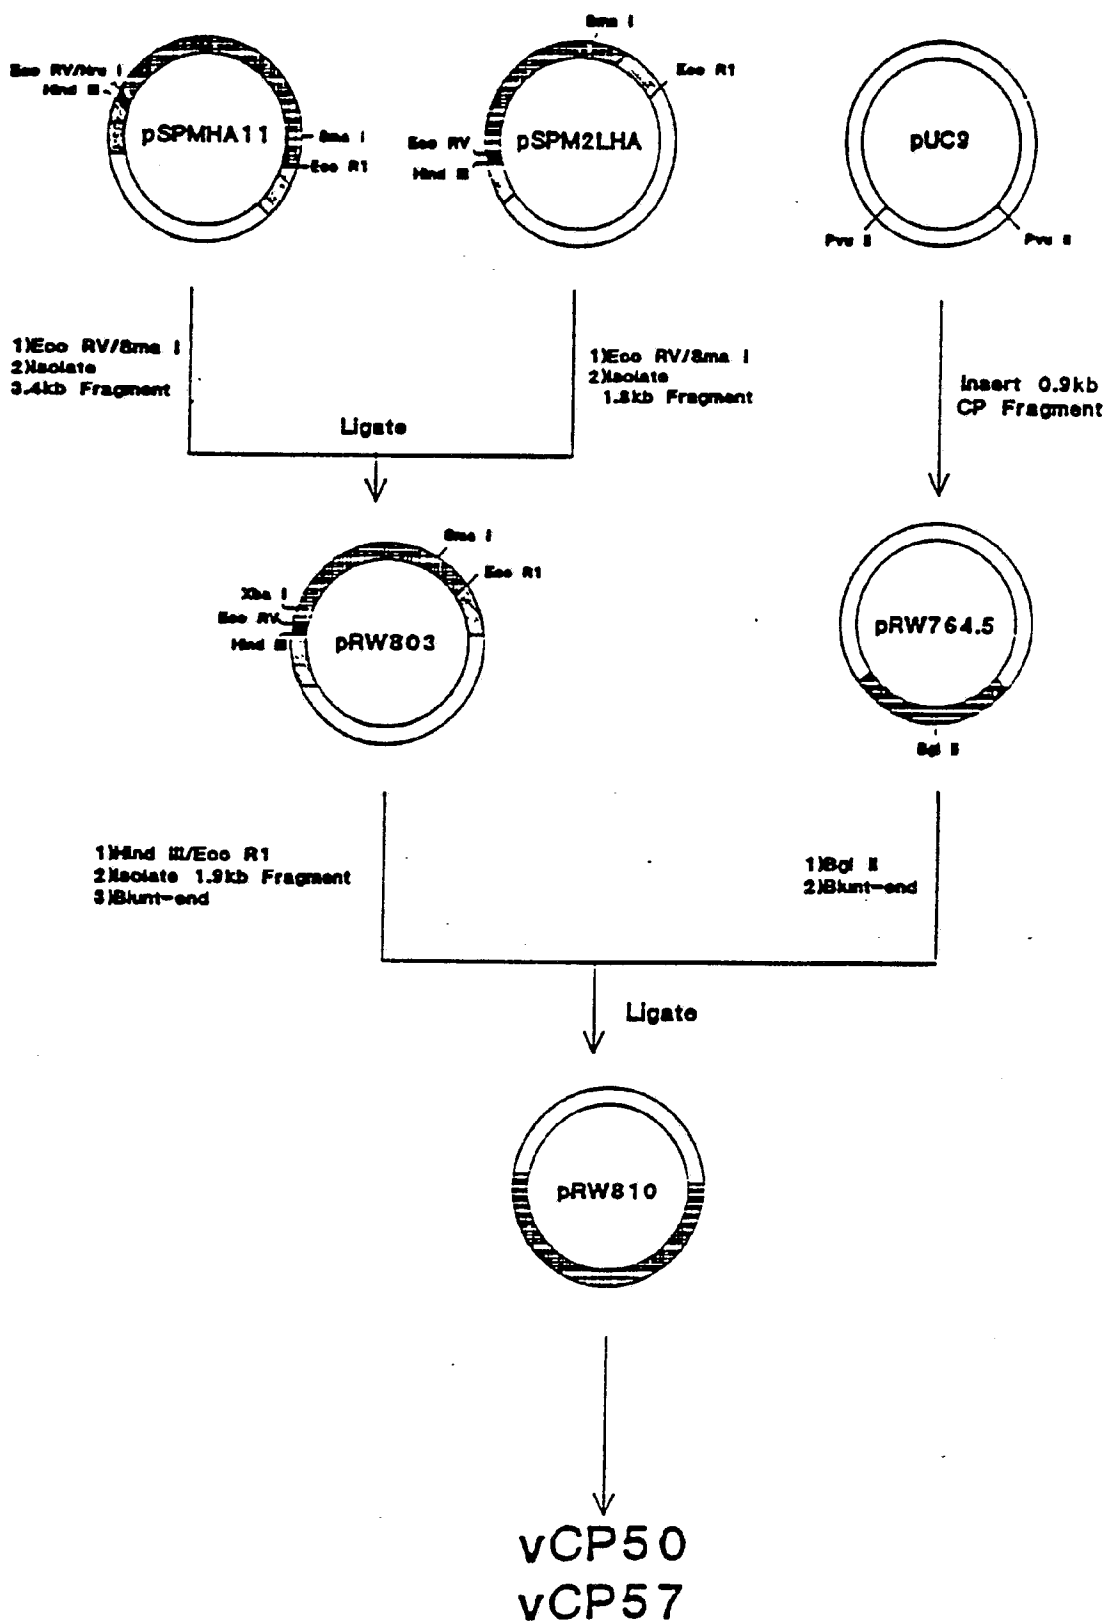 Eco RV/Nru I
Hind III
pSPMHA11
Sma I
Eco R1
Sma I
Eco R1
pSPM2LHA
Eco RV
Hind III
pUC9
Pvu II
Pvu II
1)Eco RV/Sma I
2)Isolate
3.4kb Fragment
1)Eco RV/Sma I
2)Isolate
1.8kb Fragment
Insert 0.9kb
CP Fragment
Ligate
Sma I
Eco R1
Xba I
Eco RV
Hind III
pRW803
pRW764.5
Bgl II
1)Hind III/Eco R1
2)Isolate 1.9kb Fragment
3)Blunt-end
1)Bgl II
2)Blunt-end
Ligate
pRW810
vCP50
vCP57